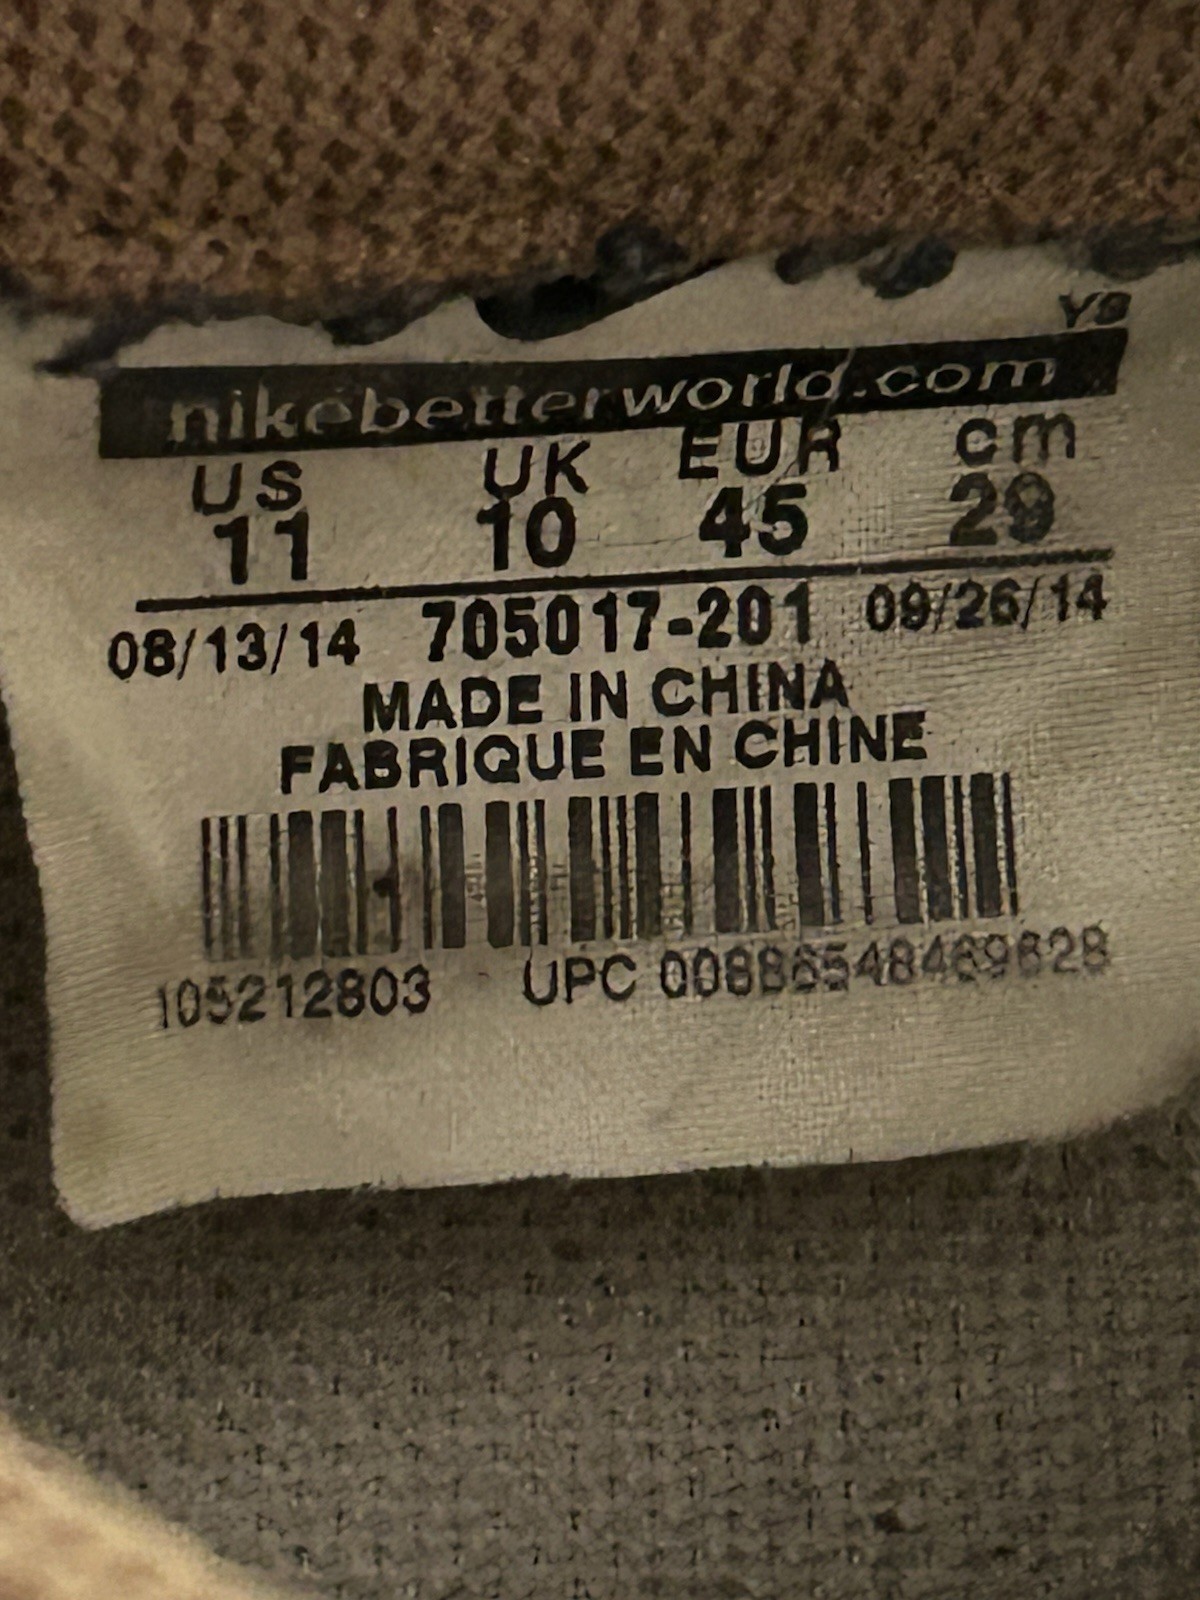 Y3
nikebetterworld.com
US UK EUR cm
11 10 45 29
08/13/14 705017-201 09/26/14
MADE IN CHINA
FABRIQUE EN CHINE
105212803 UPC 00886548469828